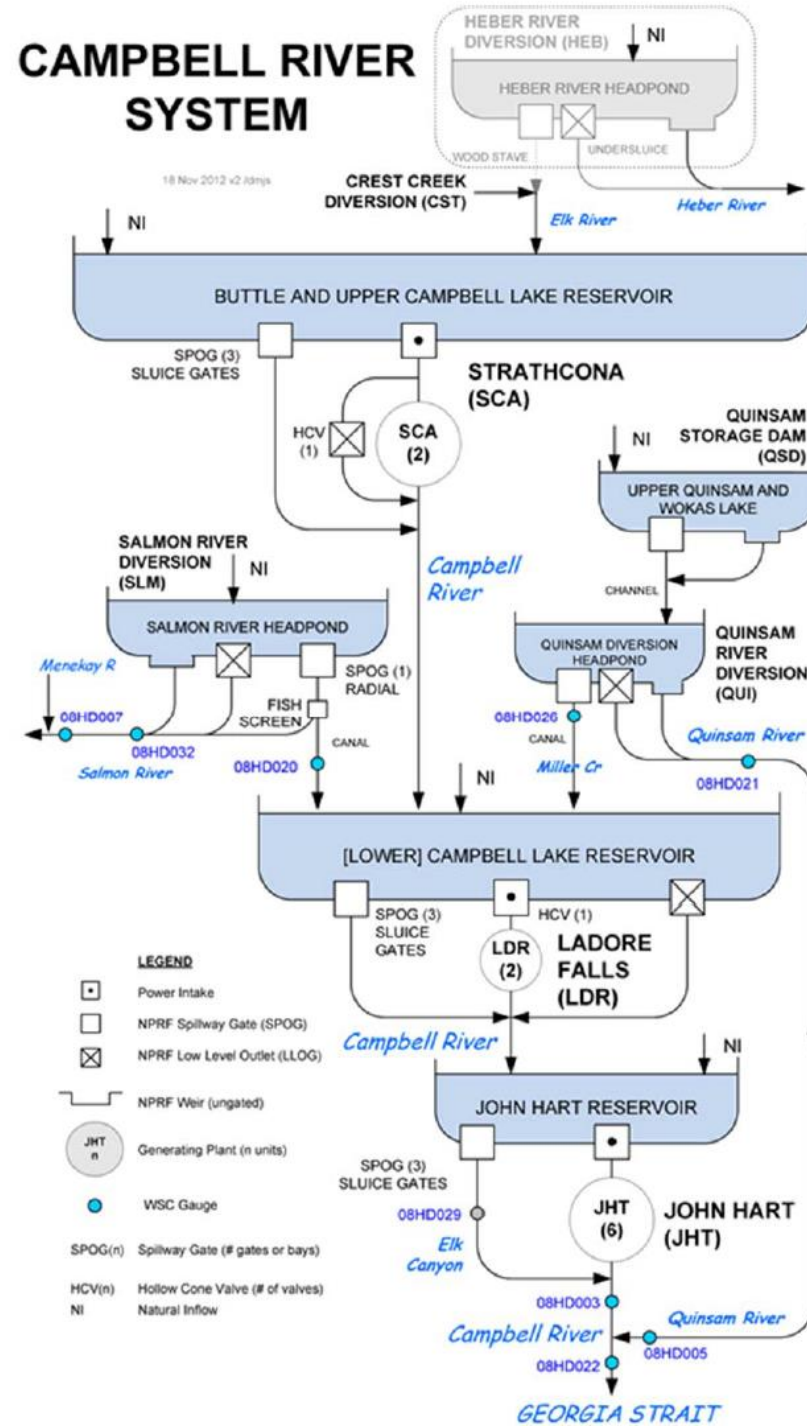 CAMPBELL RIVER
SYSTEM
18 Nov 2012 v2 /dmjs
HEBER RIVER
DIVERSION (HEB)
NI
HEBER RIVER HEADPOND
WOOD STAVE
UNDERSLUICE
CREST CREEK
DIVERSION (CST)
Elk River
Heber River
NI
BUTTLE AND UPPER CAMPBELL LAKE RESERVOIR
SPOG (3)
SLUICE GATES
STRATHCONA
(SCA)
HCV
(1)
SCA
(2)
QUINSAM
STORAGE DAM
(QSD)
NI
UPPER QUINSAM AND
WOKAS LAKE
CHANNEL
Campbell
River
SALMON RIVER
DIVERSION
(SLM)
NI
SALMON RIVER HEADPOND
SPOG (1)
RADIAL
FISH
SCREEN
CANAL
Menekay R
08HD007
08HD032
Salmon River
08HD020
QUINSAM DIVERSION
HEADPOND
QUINSAM
RIVER
DIVERSION
(QUI)
08HD026
CANAL
Miller Cr
Quinsam River
08HD021
NI
[LOWER] CAMPBELL LAKE RESERVOIR
SPOG (3)
SLUICE
GATES
HCV (1)
LDR
(2)
LADORE
FALLS
(LDR)
Campbell River
NI
JOHN HART RESERVOIR
SPOG (3)
SLUICE GATES
08HD029
Elk
Canyon
JHT
(6)
JOHN HART
(JHT)
08HD003
Campbell River
Quinsam River
08HD005
08HD022
GEORGIA STRAIT
LEGEND
Power Intake
NPRF Spillway Gate (SPOG)
NPRF Low Level Outlet (LLOG)
NPRF Weir (ungated)
JHT
n
Generating Plant (n units)
WSC Gauge
SPOG(n) Spillway Gate (# gates or bays)
HCV(n) Hollow Cone Valve (# of valves)
NI Natural Inflow